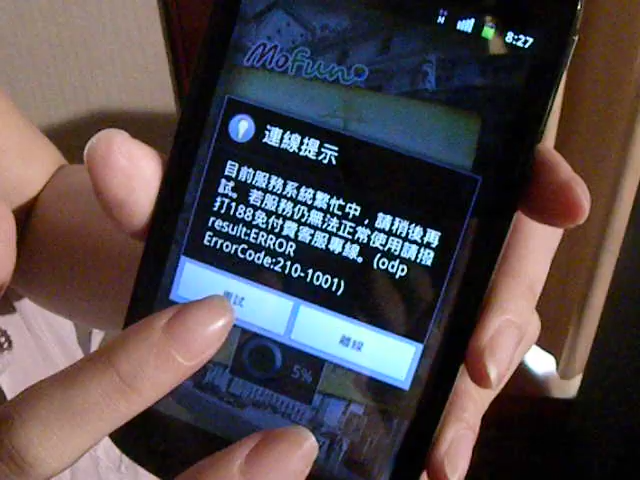 8:27
MoFun
連線提示
目前服務系統繁忙中，請稍後再
試。若服務仍無法正常使用請撥
打188免付費客服專線。(odp
result:ERROR
ErrorCode:210-1001)
重試
離線
5%